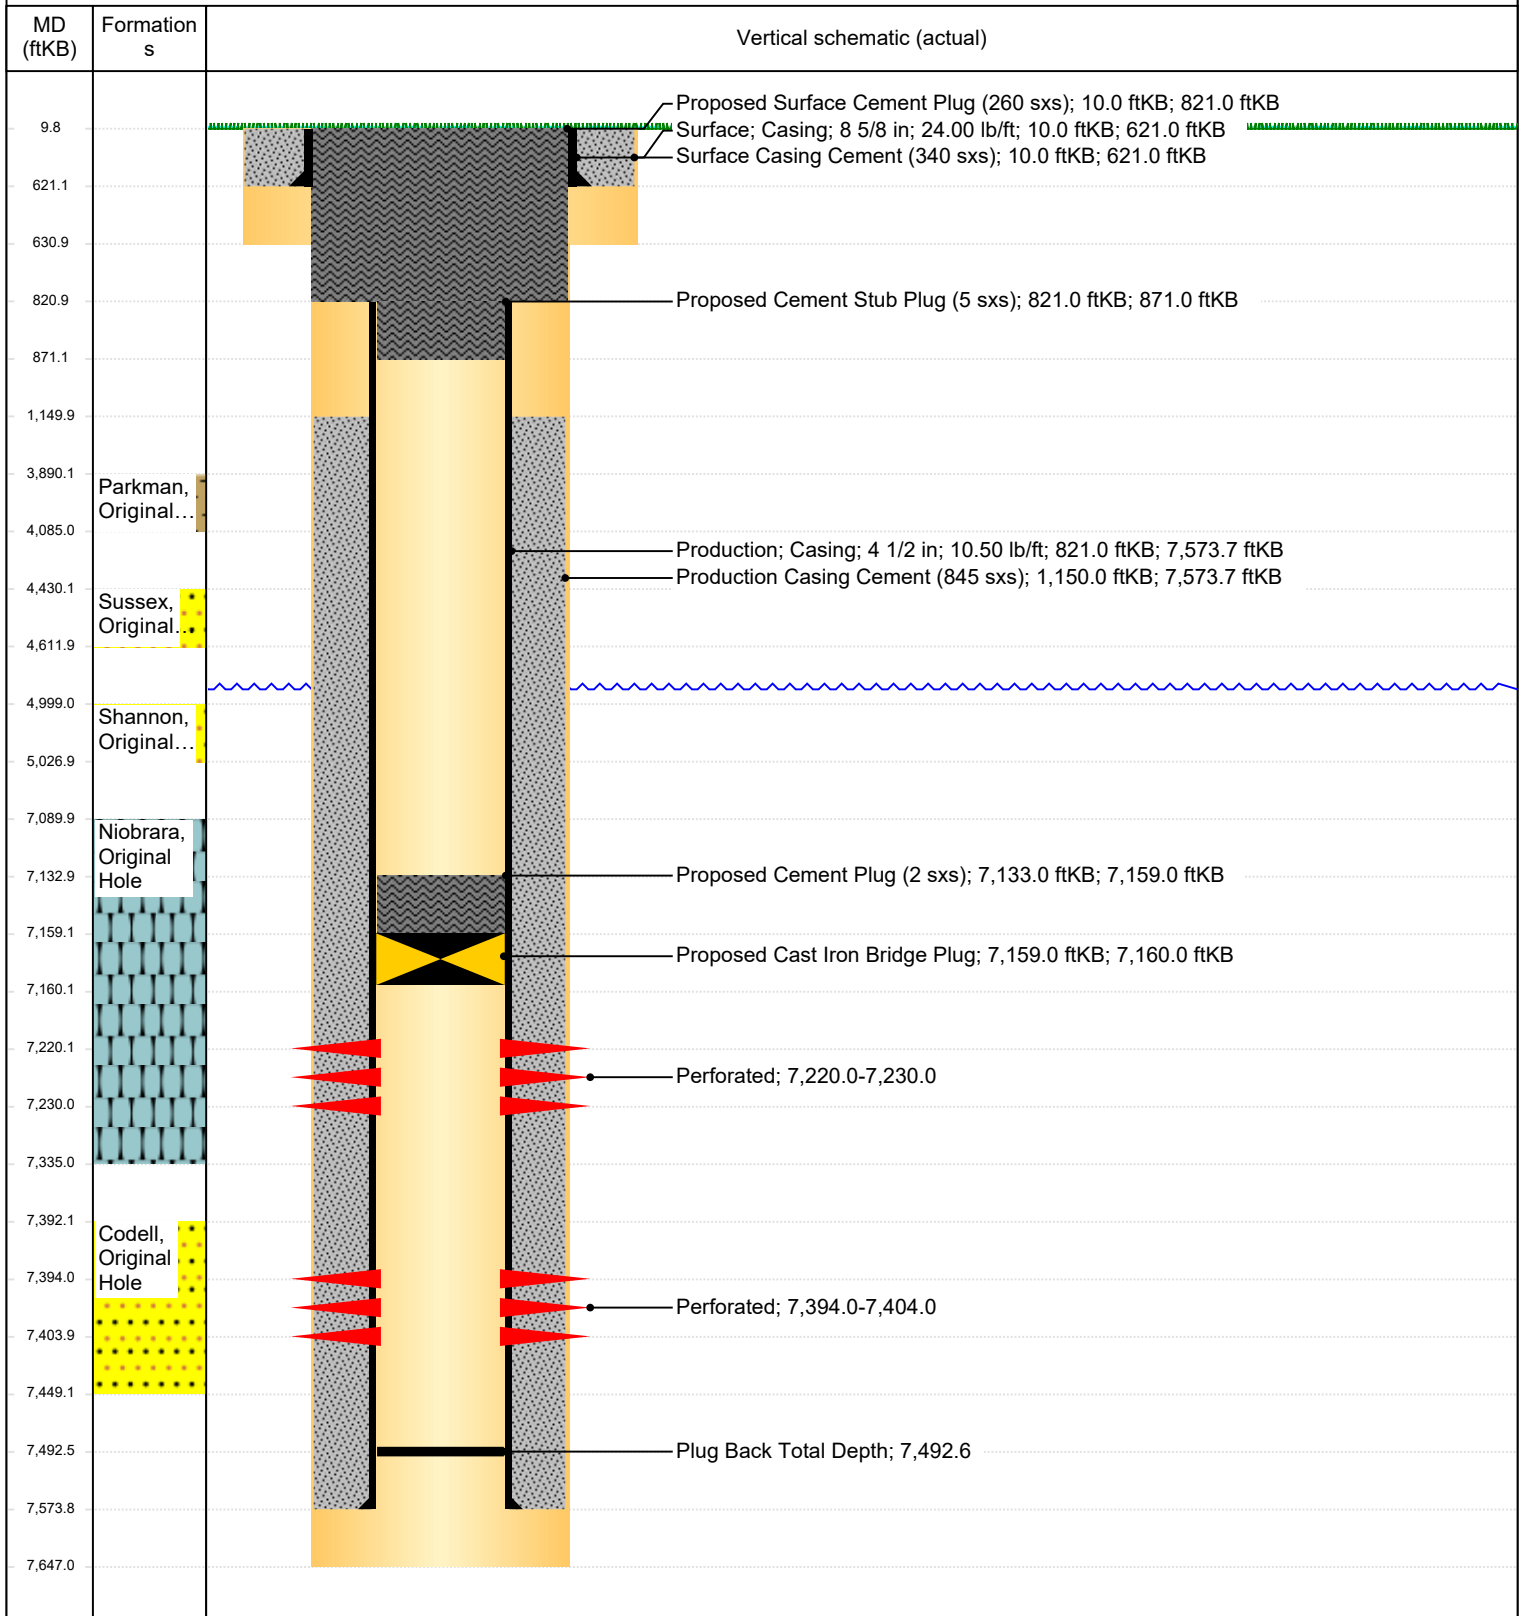 MD
(ftKB)
Formation
s
Vertical schematic (actual)
9.8
621.1
630.9
820.9
871.1
1,149.9
3,890.1
4,085.0
4,430.1
4,611.9
4,999.0
5,026.9
7,089.9
7,132.9
7,159.1
7,160.1
7,220.1
7,230.0
7,335.0
7,392.1
7,394.0
7,403.9
7,449.1
7,492.5
7,573.8
7,647.0
Parkman,
Original…
Sussex,
Original…
Shannon,
Original…
Niobrara,
Original
Hole
Codell,
Original
Hole
Proposed Surface Cement Plug (260 sxs); 10.0 ftKB; 821.0 ftKB
Surface; Casing; 8 5/8 in; 24.00 lb/ft; 10.0 ftKB; 621.0 ftKB
Surface Casing Cement (340 sxs); 10.0 ftKB; 621.0 ftKB
Proposed Cement Stub Plug (5 sxs); 821.0 ftKB; 871.0 ftKB
Production; Casing; 4 1/2 in; 10.50 lb/ft; 821.0 ftKB; 7,573.7 ftKB
Production Casing Cement (845 sxs); 1,150.0 ftKB; 7,573.7 ftKB
Proposed Cement Plug (2 sxs); 7,133.0 ftKB; 7,159.0 ftKB
Proposed Cast Iron Bridge Plug; 7,159.0 ftKB; 7,160.0 ftKB
Perforated; 7,220.0-7,230.0
Perforated; 7,394.0-7,404.0
Plug Back Total Depth; 7,492.6